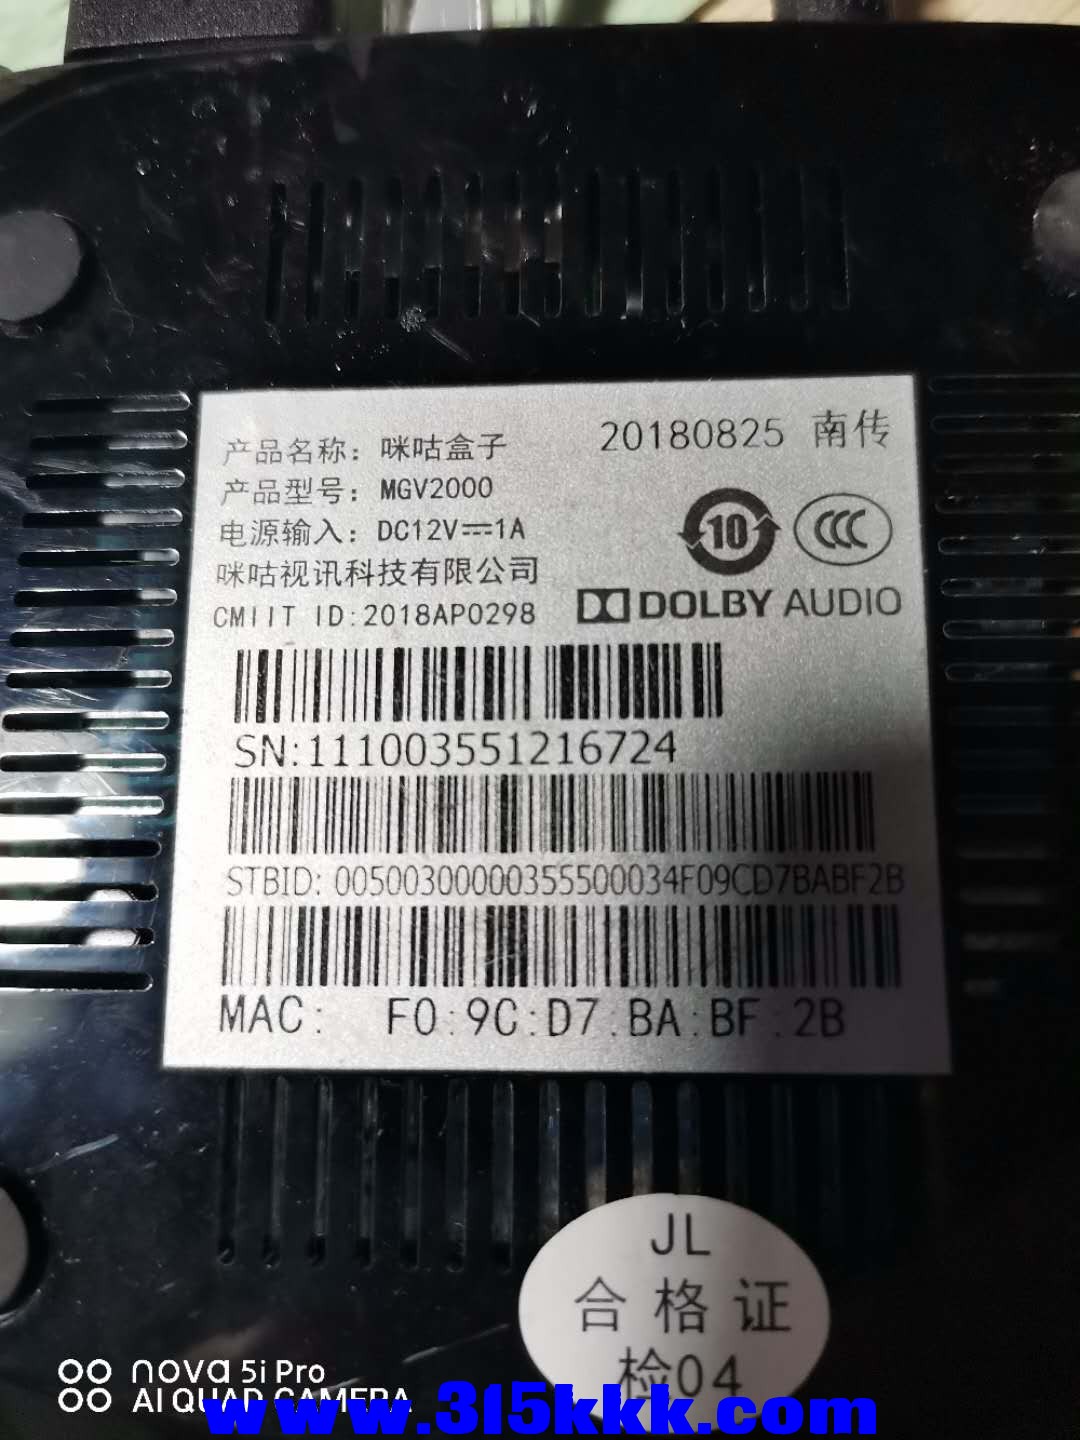 产品名称：咪咕盒子
20180825 南传
产品型号：MGV2000
电源输入：DC12V⎓1A
10
CCC
咪咕视讯科技有限公司
DOLBY AUDIO
CMIIT ID:2018AP0298
SN:111003551216724
STBID: 00500300000355500034F09CD7BABF2B
MAC: F0:9C:D7:BA:BF:2B
JL
合格证
检04
nova 5i Pro
AI QUAD CAMERA
www.315kkk.com